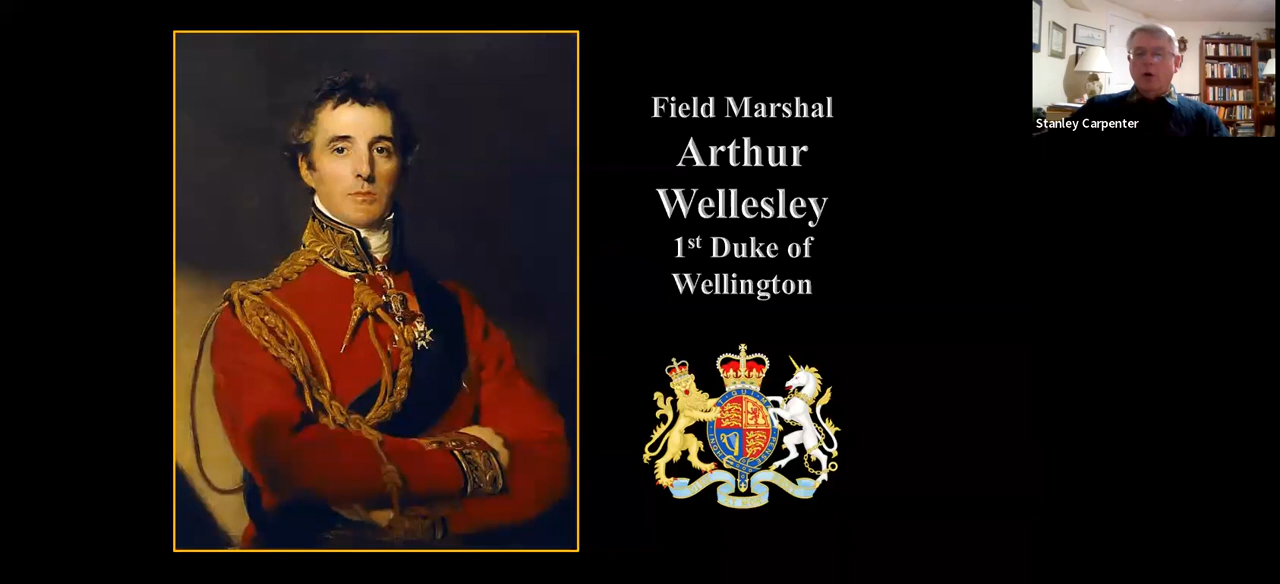 Field Marshal
Arthur
Wellesley
1st Duke of
Wellington
Stanley Carpenter